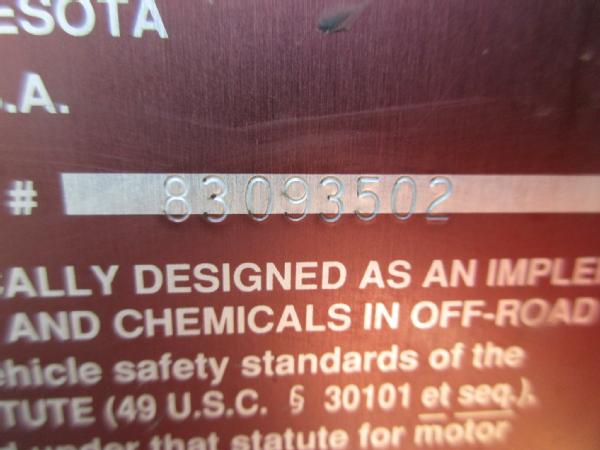 ESOTA
.A.
# 83093502
CALLY DESIGNED AS AN IMPLE
AND CHEMICALS IN OFF-ROAD
ehicle safety standards of the
TUTE (49 U.S.C. § 30101 et seq.).
d under that statute for motor